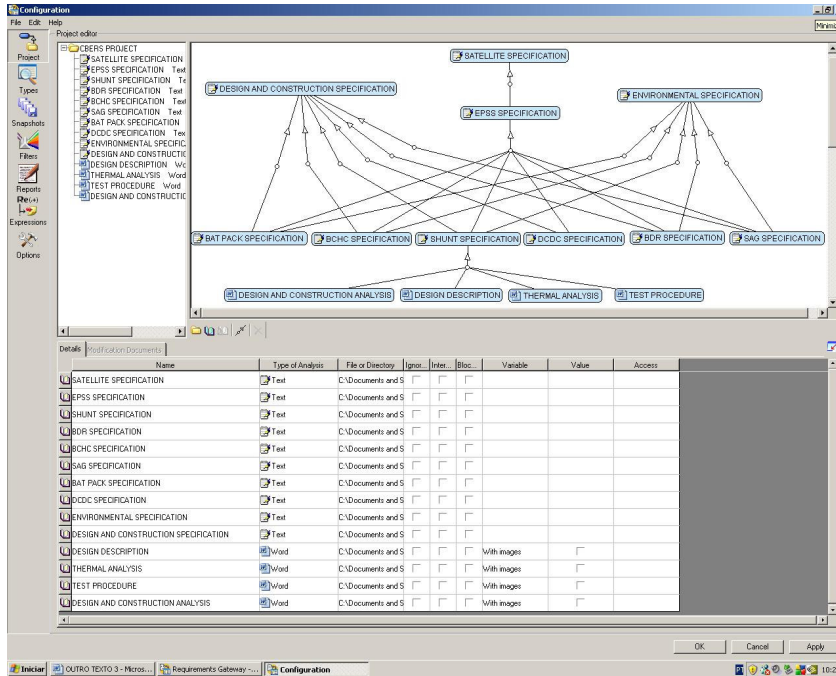 Configuration
File Edit Help
Minimiz
Project editor
Project
Types
Snapshots
Filters
Reports
Re(+)
Expressions
Options
CBERS PROJECT
SATELLITE SPECIFICATION
EPSS SPECIFICATION Text
SHUNT SPECIFICATION Te
BDR SPECIFICATION Text
BCHC SPECIFICATION Text
SAG SPECIFICATION Text
BAT PACK SPECIFICATION
DCDC SPECIFICATION Tex
ENVIRONMENTAL SPECIFIC
DESIGN AND CONSTRUCTIC
DESIGN DESCRIPTION Wc
THERMAL ANALYSIS Word
TEST PROCEDURE Word
DESIGN AND CONSTRUCTIC
SATELLITE SPECIFICATION
DESIGN AND CONSTRUCTION SPECIFICATION
ENVIRONMENTAL SPECIFICATION
EPSS SPECIFICATION
BAT PACK SPECIFICATION BCHC SPECIFICATION SHUNT SPECIFICATION DCDC SPECIFICATION BDR SPECIFICATION SAG SPECIFICATION
DESIGN AND CONSTRUCTION ANALYSIS DESIGN DESCRIPTION THERMAL ANALYSIS TEST PROCEDURE
Details Modification Documents
Name Type of Analysis File or Directory Ignor... Inter... Bloc... Variable Value Access
SATELLITE SPECIFICATION Text C:\Documents and S
EPSS SPECIFICATION Text C:\Documents and S
SHUNT SPECIFICATION Text C:\Documents and S
BDR SPECIFICATION Text C:\Documents and S
BCHC SPECIFICATION Text C:\Documents and S
SAG SPECIFICATION Text C:\Documents and S
BAT PACK SPECIFICATION Text C:\Documents and S
DCDC SPECIFICATION Text C:\Documents and S
ENVIRONMENTAL SPECIFICATION Text C:\Documents and S
DESIGN AND CONSTRUCTION SPECIFICATION Text C:\Documents and S
DESIGN DESCRIPTION Word C:\Documents and S With images
THERMAL ANALYSIS Word C:\Documents and S With images
TEST PROCEDURE Word C:\Documents and S With images
DESIGN AND CONSTRUCTION ANALYSIS Word C:\Documents and S With images
OK Cancel Apply
Iniciar OUTRO TEXTO 3 - Micros... Requirements Gateway -... Configuration PT 10:2